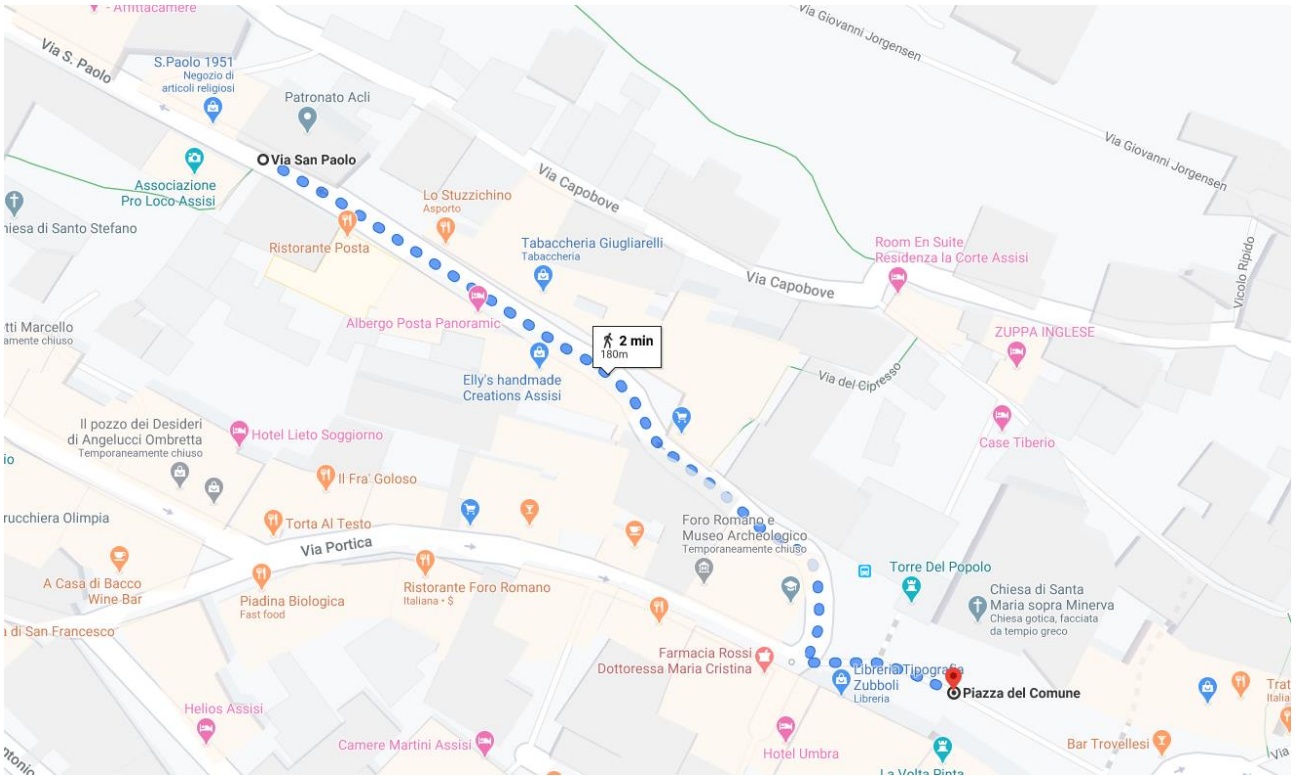 - Affittacamere
Via Giovanni Jorgensen
Via S. Paolo
S.Paolo 1951
Negozio di
articoli religiosi
Patronato Acli
Via Giovanni Jorgensen
Via San Paolo
Associazione
Pro Loco Assisi
Via Capobove
Lo Stuzzichino
Asporto
hiesa di Santo Stefano
Ristorante Posta
Tabaccheria Giugliarelli
Tabaccheria
Room En Suite
Residenza la Corte Assisi
Vicolo Ripido
Via Capobove
Albergo Posta Panoramic
tti Marcello
amente chiuso
2 min
180m
ZUPPA INGLESE
Elly's handmade
Creations Assisi
Via del Cipresso
Il pozzo dei Desideri
di Angelucci Ombretta
Temporaneamente chiuso
Hotel Lieto Soggiorno
Case Tiberio
io
Il Fra' Goloso
rucchiera Olimpia
Torta Al Testo
Foro Romano e
Museo Archeologico
Temporaneamente chiuso
Via Portica
Torre Del Popolo
A Casa di Bacco
Wine Bar
Piadina Biologica
Fast food
Ristorante Foro Romano
Italiana • $
Chiesa di Santa
Maria sopra Minerva
Chiesa gotica, facciata
da tempio greco
a di San Francesco
Farmacia Rossi
Dottoressa Maria Cristina
Libreria Tipografia
Zubboli
Libreria
Piazza del Comune
Trat
Italia
Helios Assisi
Camere Martini Assisi
Hotel Umbra
Bar Trovellesi
Via
ntonio
La Volta Pinta